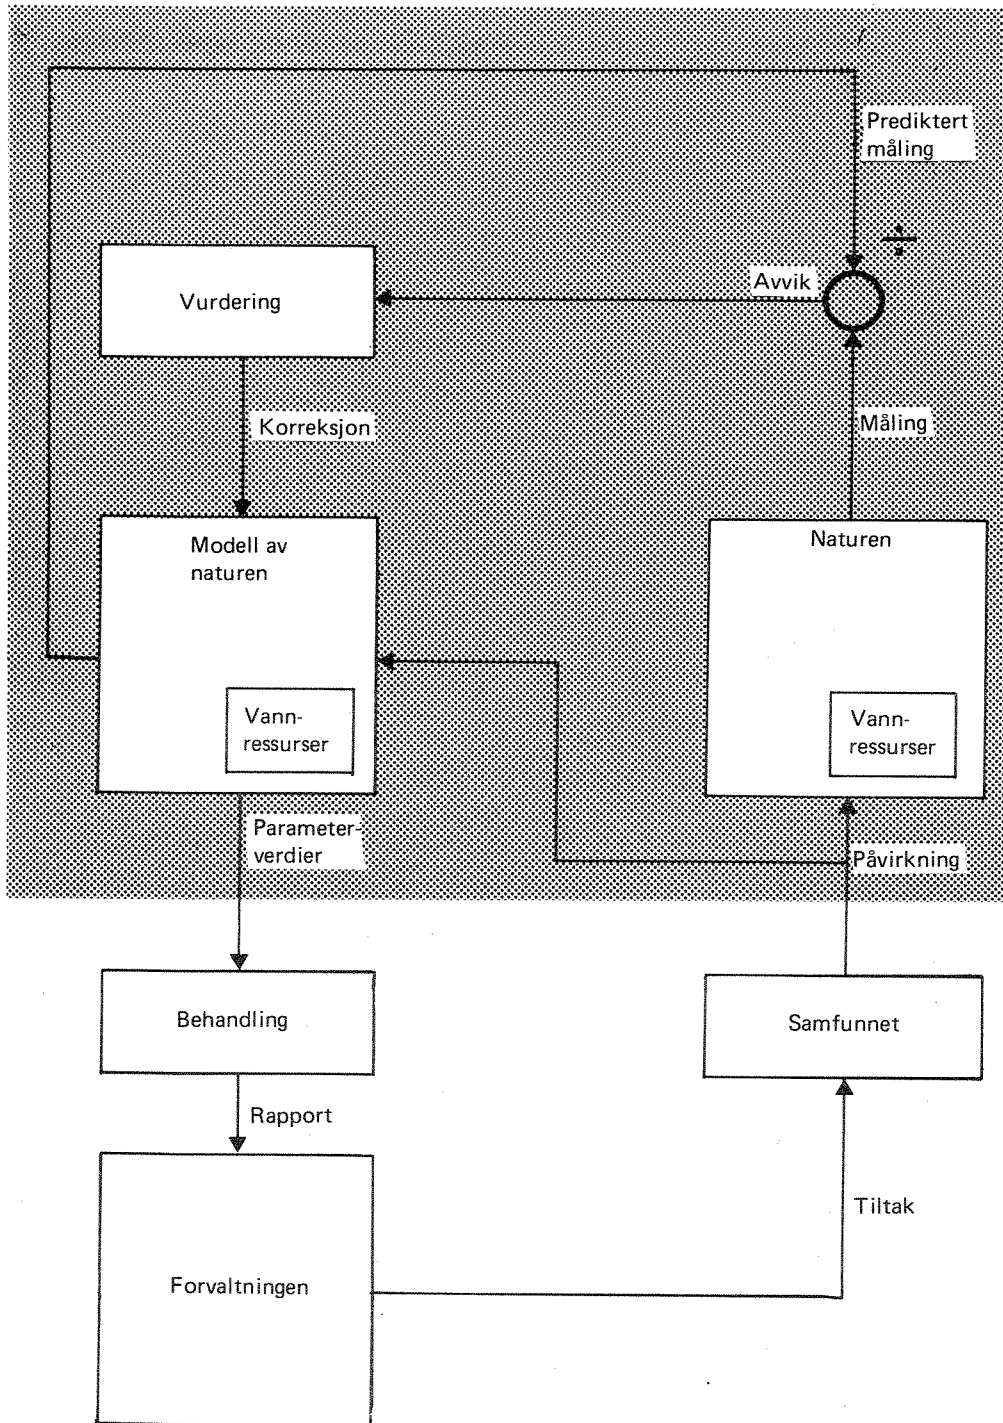 Prediktert
måling
÷
Avvik
Vurdering
Korreksjon
Måling
Modell av
naturen
Naturen
Vann-
ressurser
Vann-
ressurser
Parameter-
verdier
Påvirkning
Behandling
Samfunnet
Rapport
Tiltak
Forvaltningen